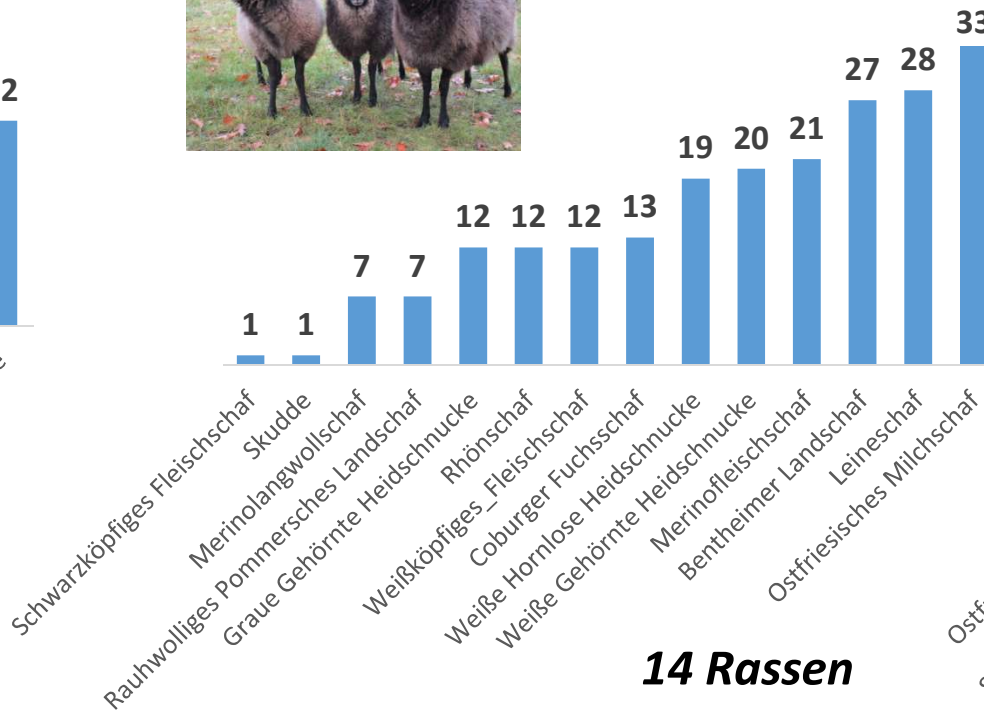 2
1
1
7
7
12
12
12
13
19
20
21
27
28
33
Schwarzköpfiges Fleischschaf
Skudde
Merinolangwollschaf
Rauhwolliges Pommersches Landschaf
Graue Gehörnte Heidschnucke
Rhönschaf
Weißköpfiges_Fleischschaf
Coburger Fuchsschaf
Weiße Hornlose Heidschnucke
Weiße Gehörnte Heidschnucke
Merinofleischschaf
Bentheimer Landschaf
Leineschaf
Ostfriesisches Milchschaf
14 Rassen